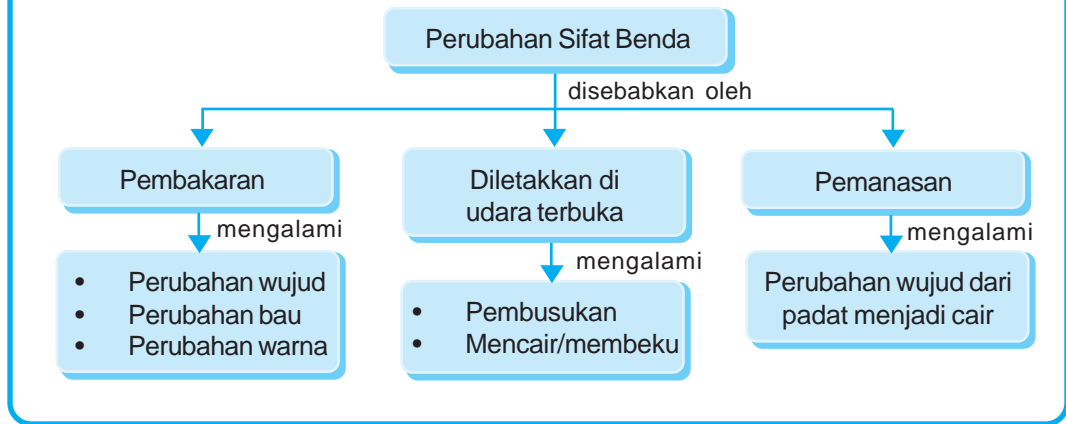 Perubahan Sifat Benda
disebabkan oleh
Pembakaran
mengalami
• Perubahan wujud
• Perubahan bau
• Perubahan warna
Diletakkan di
udara terbuka
mengalami
• Pembusukan
• Mencair/membeku
Pemanasan
mengalami
Perubahan wujud dari
padat menjadi cair